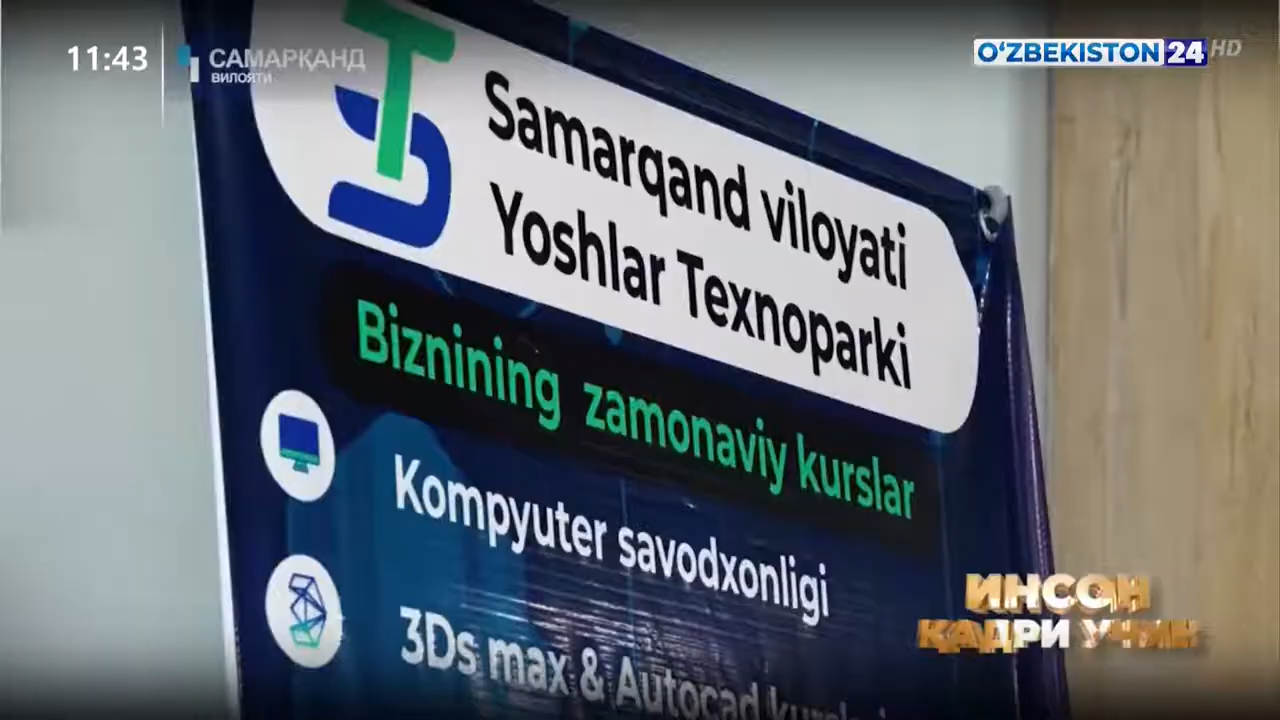 11:43
САМАРҚАНД
ВИЛОЯТИ
O‘ZBEKISTON 24 HD
Samarqand viloyati
Yoshlar Texnoparki
Biznining zamonaviy kurslar
Kompyuter savodxonligi
3Ds max & Autocad
ИНСОН
ҚАДРИ УЧУН